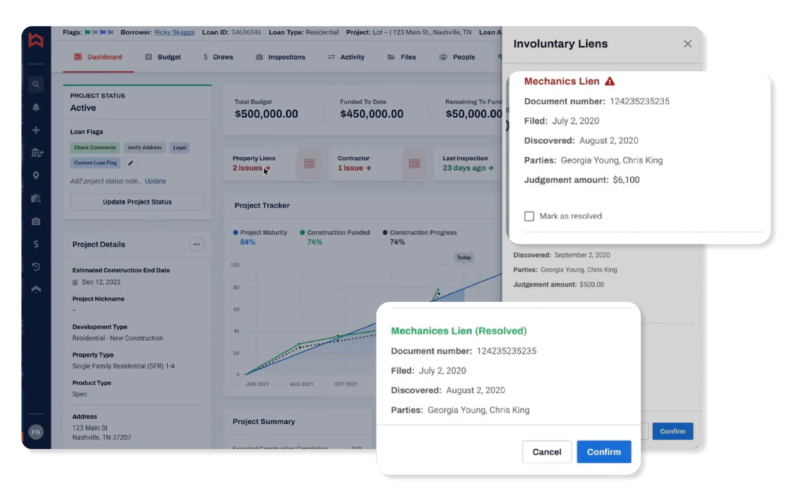 Flags:
Borrower: Ricky Skaggs Loan ID: 34636346 Loan Type: Residential Project: Lot -- | 123 Main St., Nashville, TN Loan A
Dashboard
Budget
$ Draws
Inspections
Activity
Files
People
PROJECT STATUS
Active
Loan Flags
Check Comments
Verify Address
Legal
Custom Loan Flag
Add project status note... Update
Update Project Status
Project Details
Estimated Construction End Date
Dec 12, 2022
Project Nickname
--
Development Type
Residential - New Construction
Property Type
Single Family Residential (SFR) 1-4
Product Type
Spec
Address
123 Main St
Nashville, TN 37207
FN
Total Budget
$500,000.00
Funded To Date
$450,000.00
Remaining To Fund
$50,000.00
Property Liens
2 issues →
Contractor
1 issue →
Last Inspection
23 days ago →
Project Tracker
Project Maturity
84%
Construction Funded
74%
Construction Progress
74%
Today
100
80
60
40
20
0
JUN 2021
AUG 2021
OCT 2021
Project Summary
Expected Construction Completion
Involuntary Liens
Mechanics Lien
Document number: 124235235235
Filed: July 2, 2020
Discovered: August 2, 2020
Parties: Georgia Young, Chris King
Judgement amount: $6,100
Mark as resolved
Discovered: September 2, 2020
Parties: Georgia Young, Chris King
Judgement amount: $509.00
Confirm
Mechanices Lien (Resolved)
Document number: 124235235235
Filed: July 2, 2020
Discovered: August 2, 2020
Parties: Georgia Young, Chris King
Cancel
Confirm